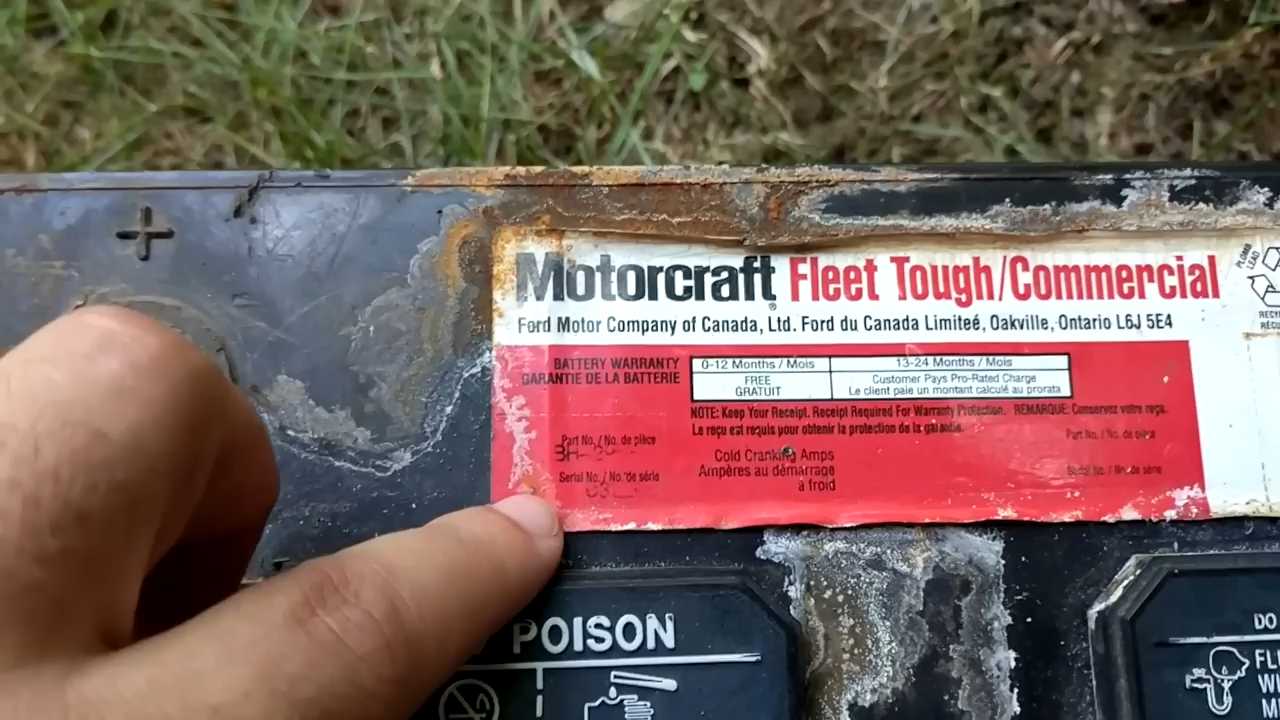 +
Motorcraft® Fleet Tough/Commercial
Ford Motor Company of Canada, Ltd. Ford du Canada Limiteé, Oakville, Ontario L6J 5E4
PLOMB
LEAD
BATTERY WARRANTY
GARANTIE DE LA BATTERIE
0-12 Months / Mois
13-24 Months / Mois
FREE
GRATUIT
Customer Pays Pro-Rated Charge
Le client paie un montant calculé au prorata
NOTE: Keep Your Receipt. Receipt Required For Warranty Protection. REMARQUE: Conservez votre reçu.
Le reçu est requis pour obtenir la protection de la garantie.
Part No. / No. de pièce
Serial No. / No. de série
Cold Cranking Amps
Ampères au démarrage
à froid
Part No. / No. de pièce
Serial No. / No. de série
POISON
DO